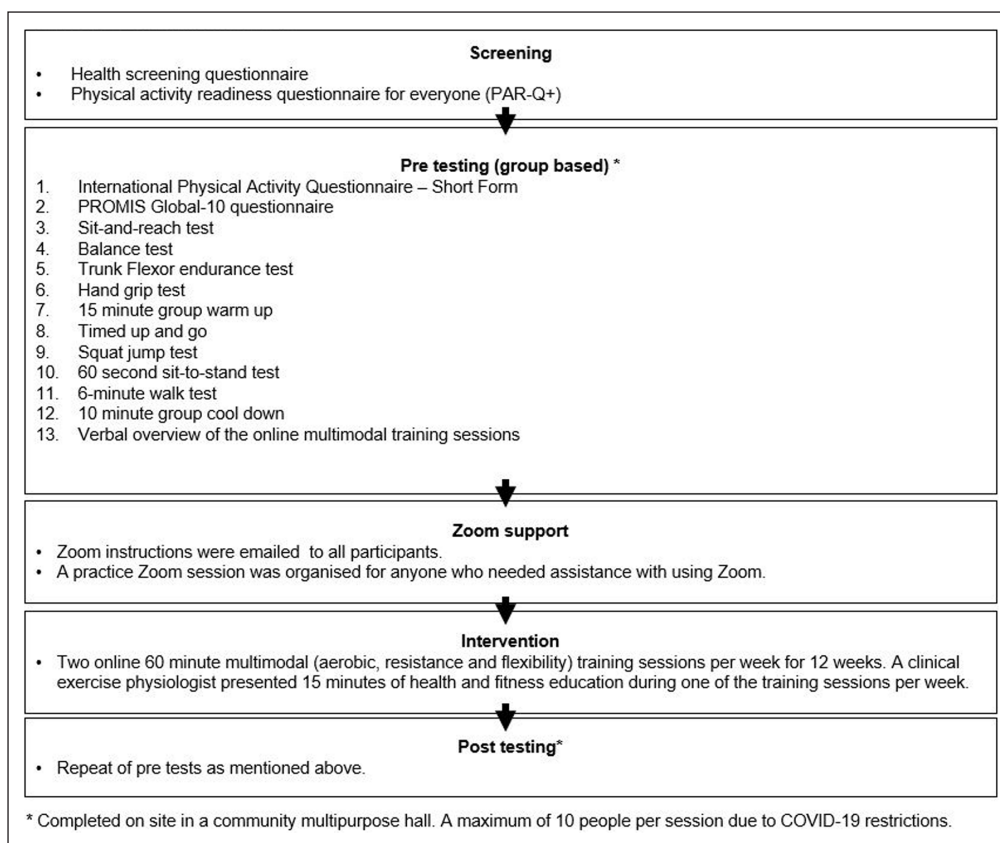 Screening
• Health screening questionnaire
• Physical activity readiness questionnaire for everyone (PAR-Q+)
Pre testing (group based) *
1. International Physical Activity Questionnaire – Short Form
2. PROMIS Global-10 questionnaire
3. Sit-and-reach test
4. Balance test
5. Trunk Flexor endurance test
6. Hand grip test
7. 15 minute group warm up
8. Timed up and go
9. Squat jump test
10. 60 second sit-to-stand test
11. 6-minute walk test
12. 10 minute group cool down
13. Verbal overview of the online multimodal training sessions
Zoom support
• Zoom instructions were emailed to all participants.
• A practice Zoom session was organised for anyone who needed assistance with using Zoom.
Intervention
• Two online 60 minute multimodal (aerobic, resistance and flexibility) training sessions per week for 12 weeks. A clinical
exercise physiologist presented 15 minutes of health and fitness education during one of the training sessions per week.
Post testing*
• Repeat of pre tests as mentioned above.
* Completed on site in a community multipurpose hall. A maximum of 10 people per session due to COVID-19 restrictions.